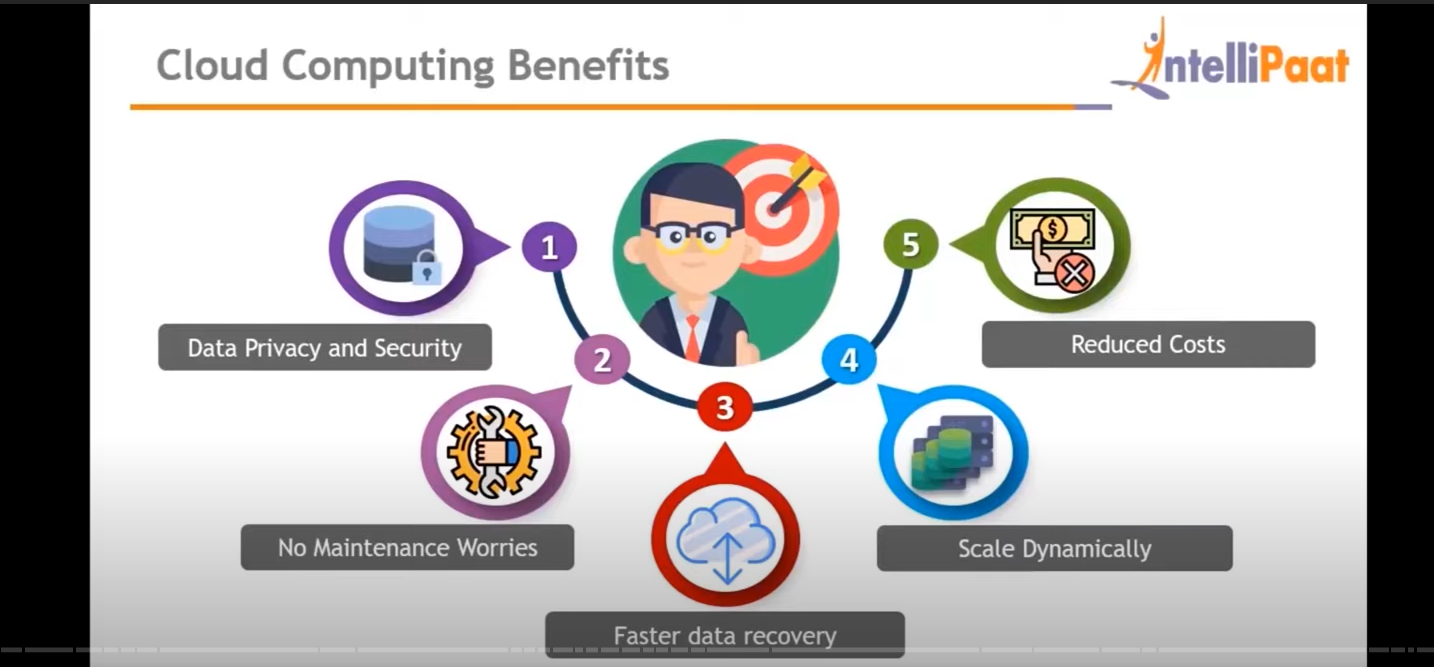 Cloud Computing Benefits
IntelliPaat
1
5
Data Privacy and Security
Reduced Costs
2
4
3
No Maintenance Worries
Scale Dynamically
Faster data recovery